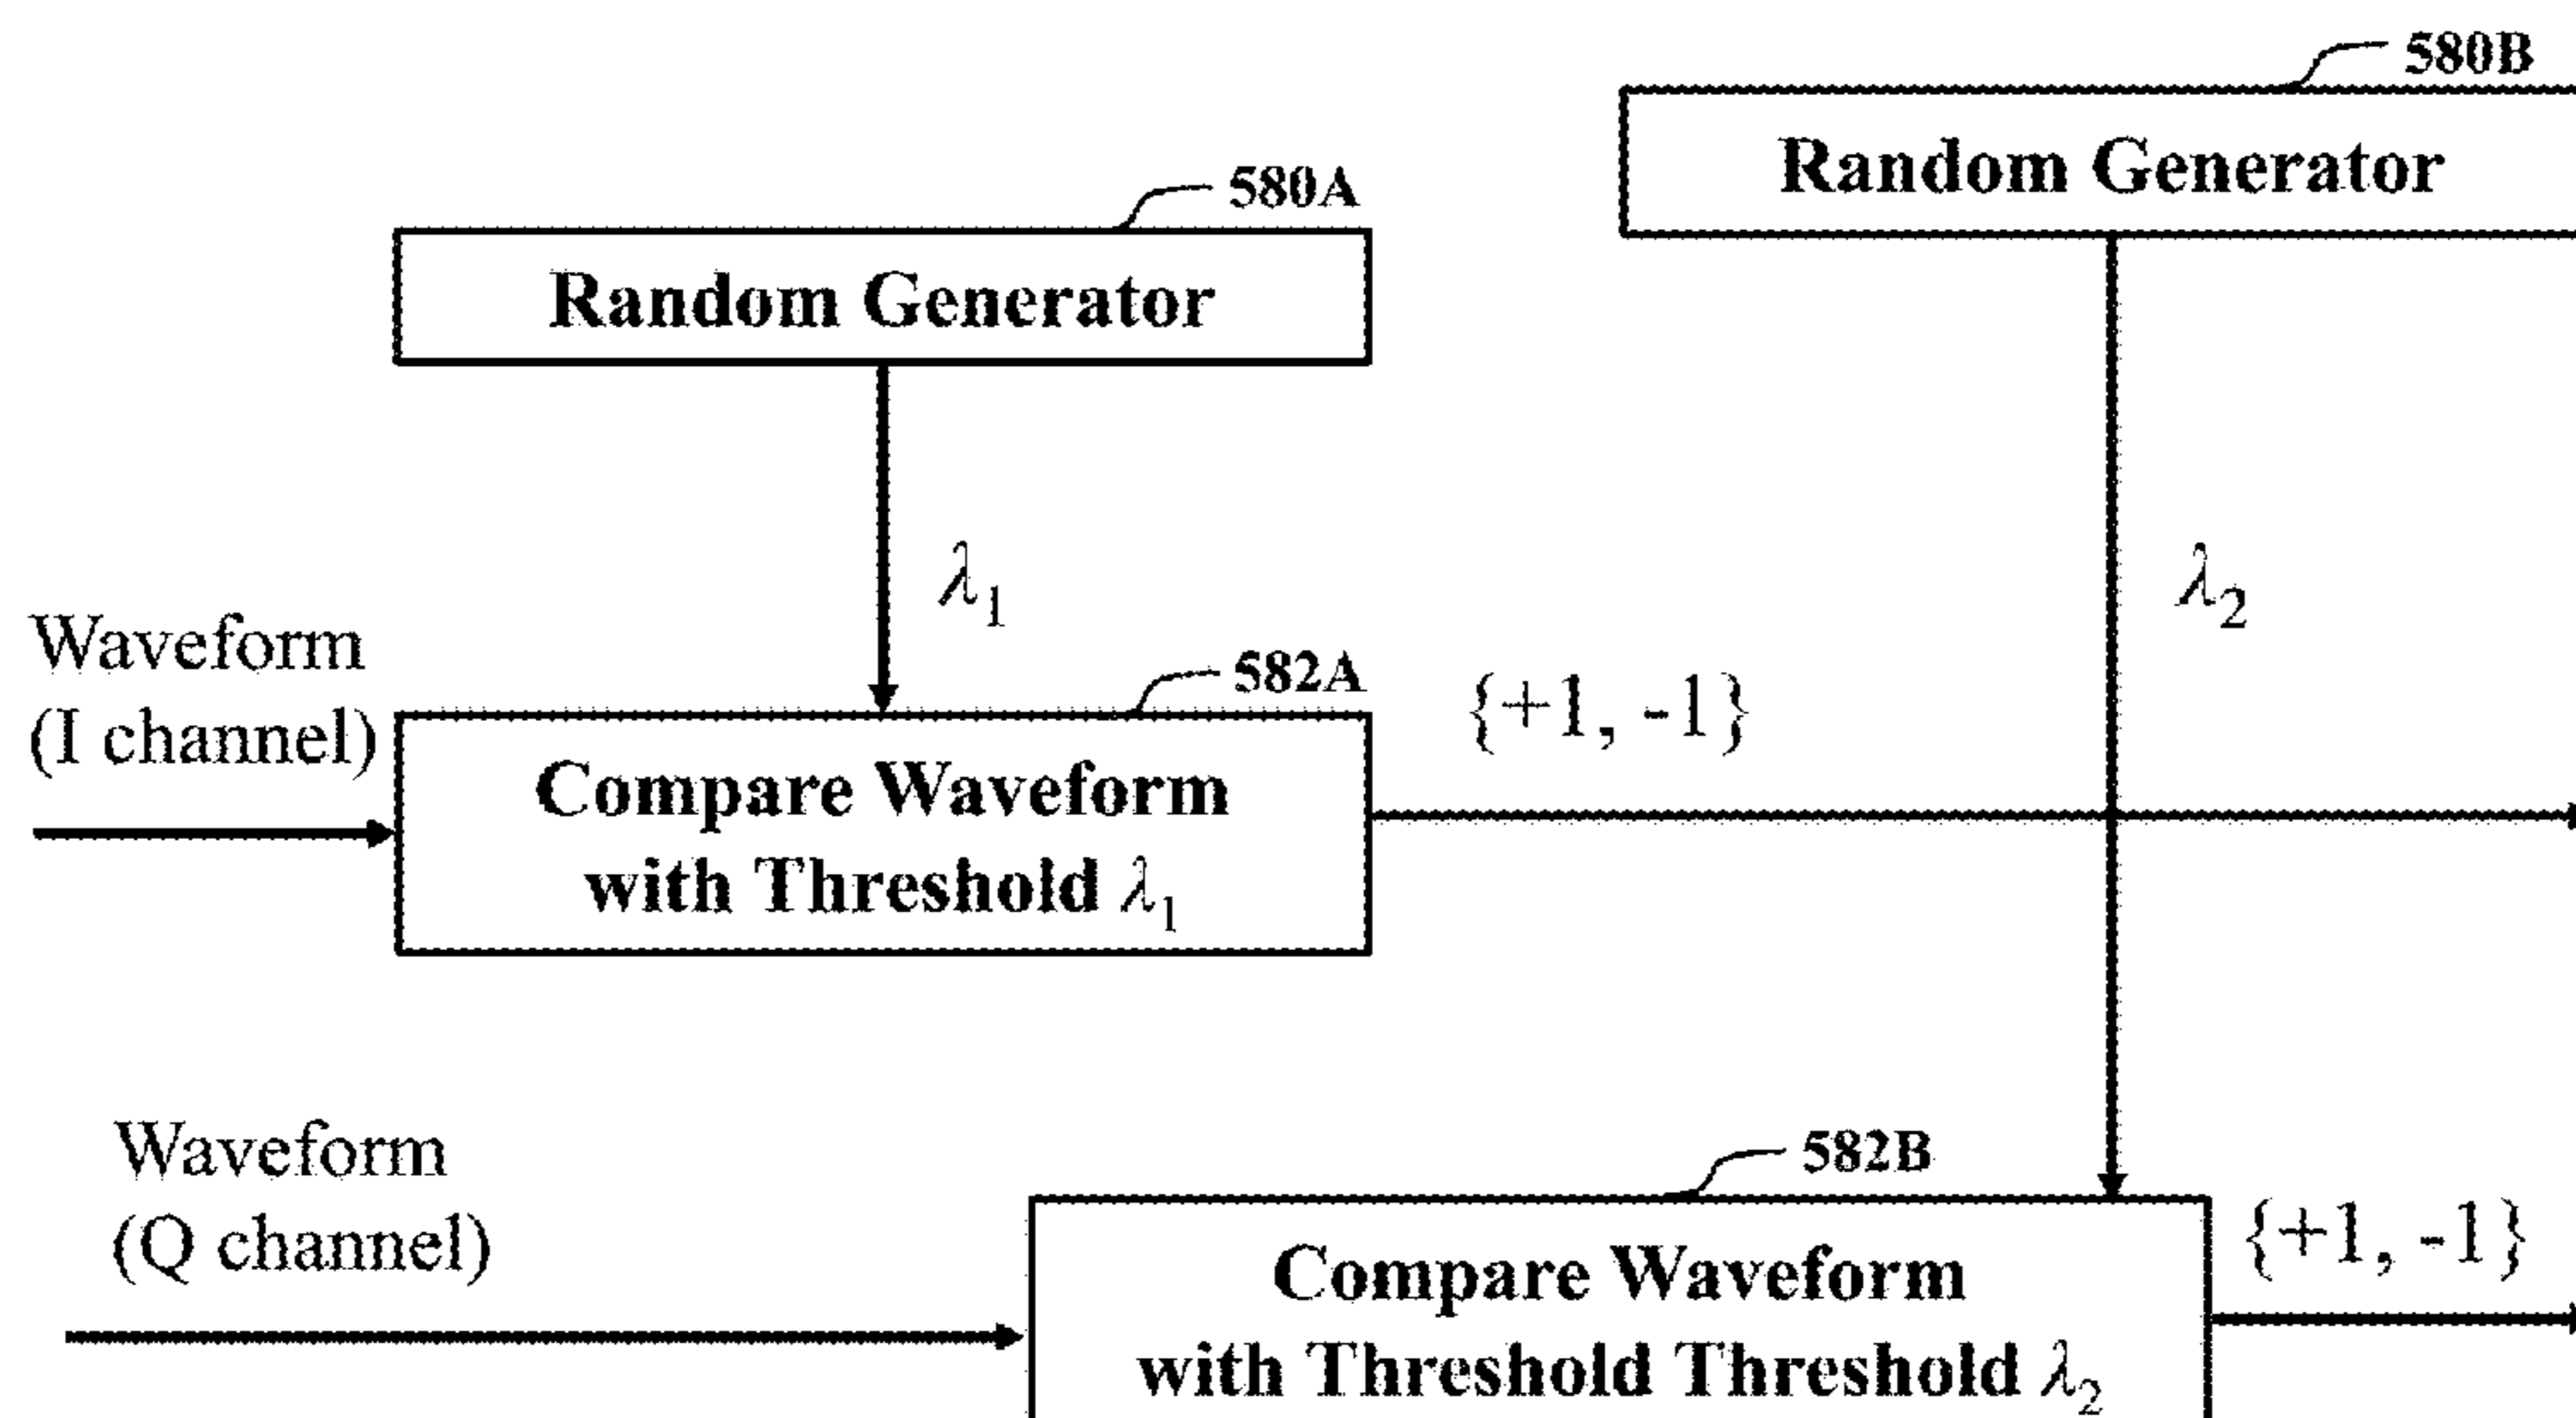 580B
Random Generator
580A
Random Generator
λ1
λ2
Waveform
(I channel)
582A
{+1, -1}
Compare Waveform
with Threshold λ1
Waveform
(Q channel)
582B
{+1, -1}
Compare Waveform
with Threshold Threshold λ2